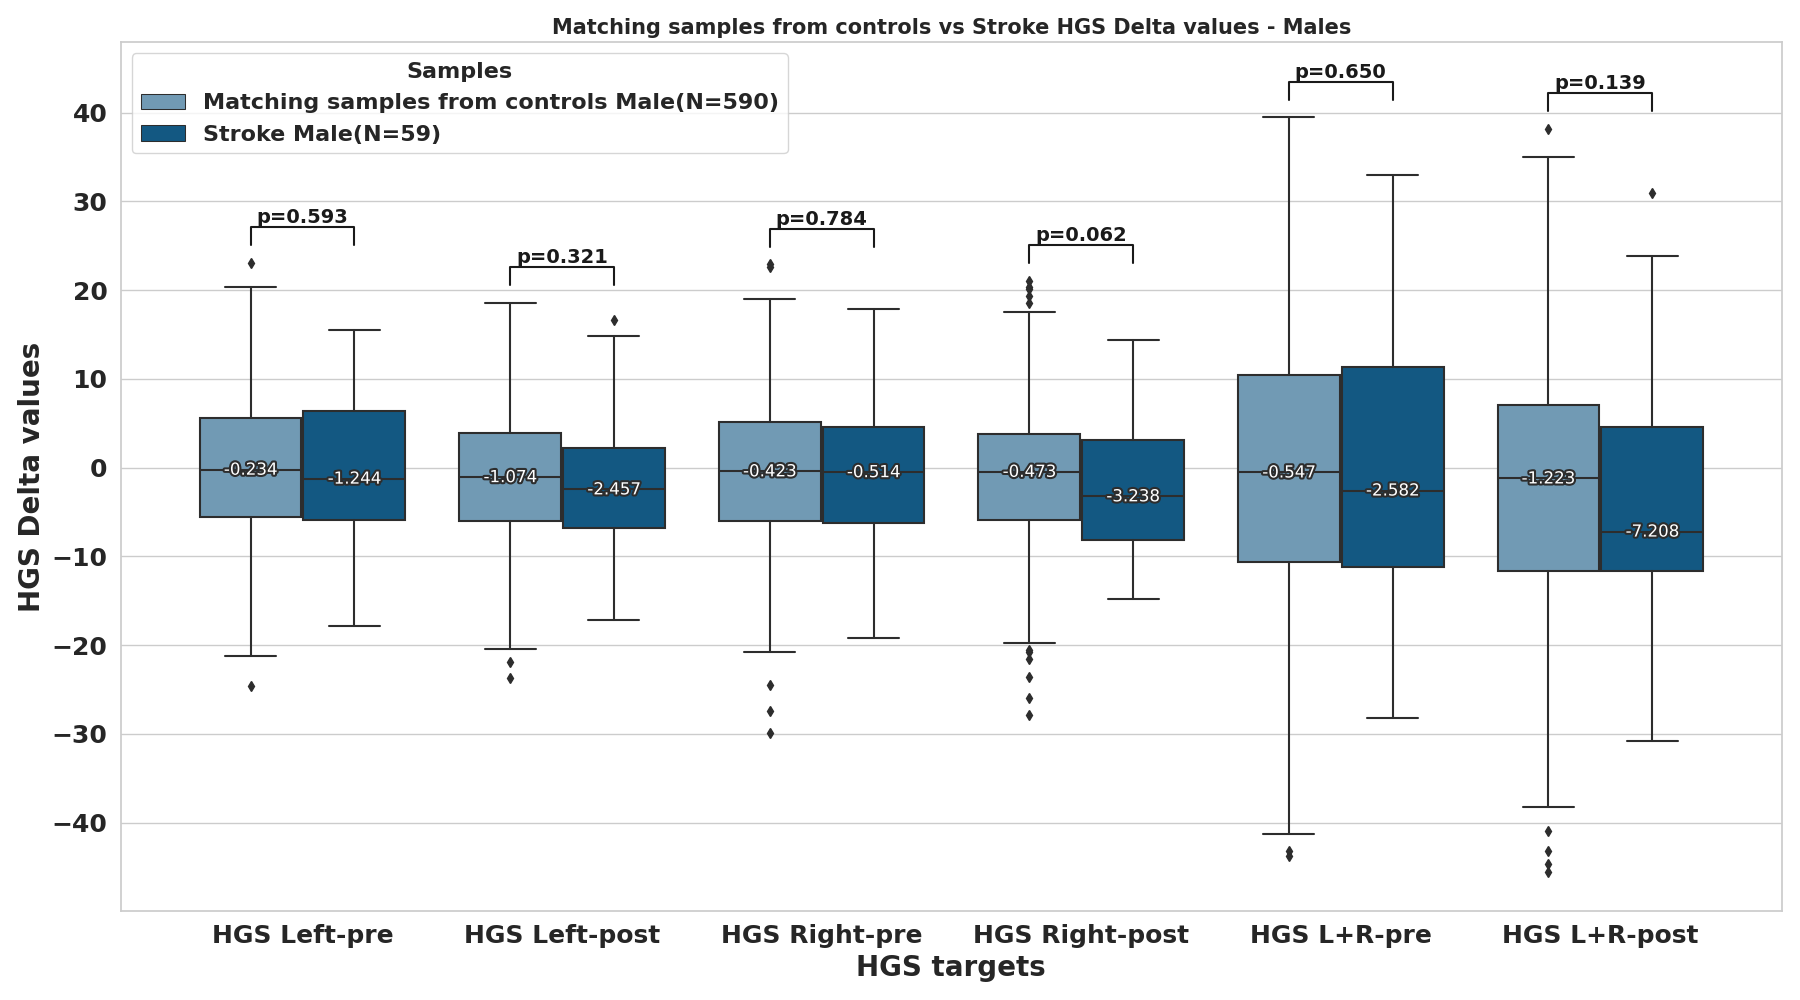 Matching samples from controls vs Stroke HGS Delta values - Males
Samples
Matching samples from controls Male(N=590)
Stroke Male(N=59)
HGS Delta values
40
30
20
10
0
−10
−20
−30
−40
p=0.593
p=0.321
p=0.784
p=0.062
p=0.650
p=0.139
-0.234
-1.244
-1.074
-2.457
-0.423
-0.514
-0.473
-3.238
-0.547
-2.582
-1.223
-7.208
HGS Left-pre
HGS Left-post
HGS Right-pre
HGS Right-post
HGS L+R-pre
HGS L+R-post
HGS targets